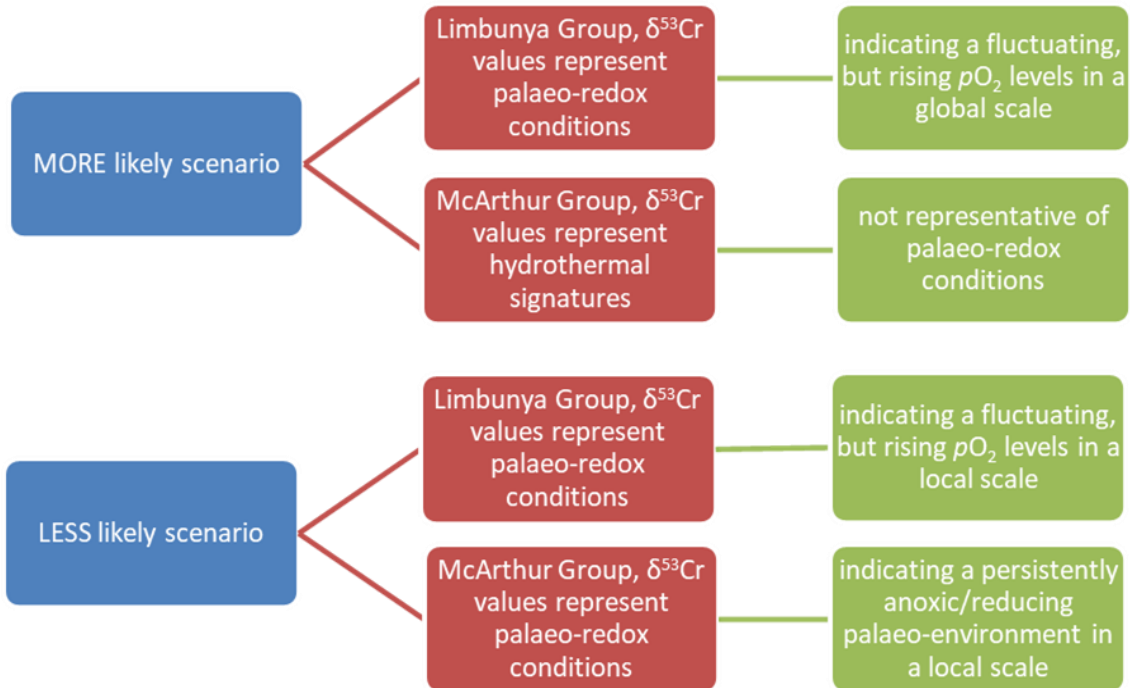 MORE likely scenario
Limbunya Group, δ⁵³Cr
values represent
palaeo-redox
conditions
indicating a fluctuating,
but rising pO₂ levels in a
global scale
McArthur Group, δ⁵³Cr
values represent
hydrothermal
signatures
not representative of
palaeo-redox
conditions
LESS likely scenario
Limbunya Group, δ⁵³Cr
values represent
palaeo-redox
conditions
indicating a fluctuating,
but rising pO₂ levels in a
local scale
McArthur Group, δ⁵³Cr
values represent
palaeo-redox
conditions
indicating a persistently
anoxic/reducing
palaeo-environment in
a local scale